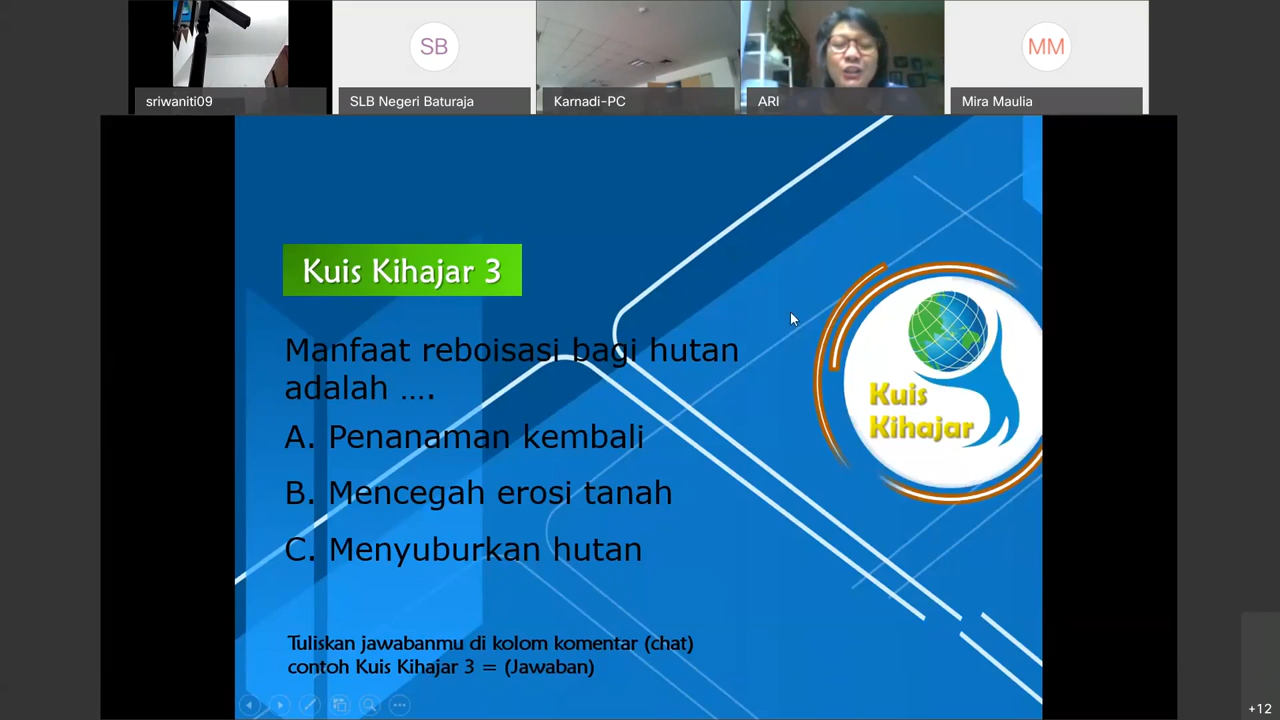 SB
MM
sriwaniti09
SLB Negeri Baturaja
Karnadi-PC
ARI
Mira Maulia
Kuis Kihajar 3
Manfaat reboisasi bagi hutan
adalah ....
A. Penanaman kembali
B. Mencegah erosi tanah
C. Menyuburkan hutan
Kuis
Kihajar
Tuliskan jawabanmu di kolom komentar (chat)
contoh Kuis Kihajar 3 = (Jawaban)
+12